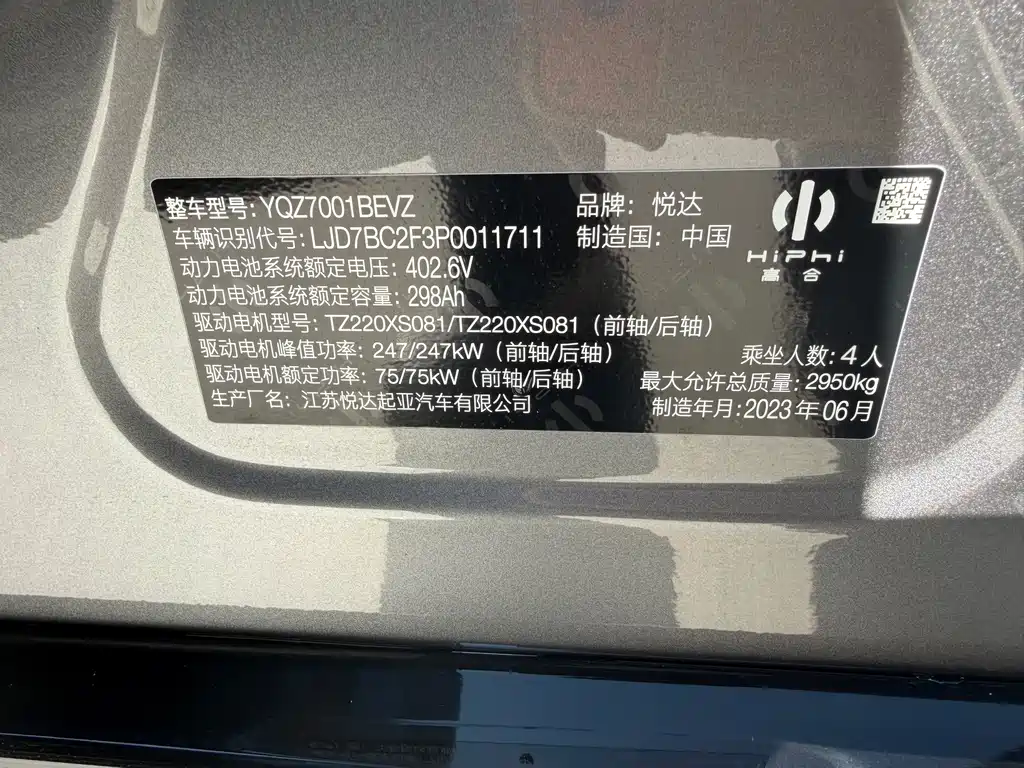 整车型号: YQZ7001BEVZ
品牌: 悦达
车辆识别代号: LJD7BC2F3P0011711
制造国: 中国
HiPhi
高合
动力电池系统额定电压: 402.6V
动力电池系统额定容量: 298Ah
驱动电机型号: TZ220XS081/TZ220XS081 (前轴/后轴)
驱动电机峰值功率: 247/247kW (前轴/后轴)
乘坐人数: 4 人
驱动电机额定功率: 75/75kW (前轴/后轴)
最大允许总质量: 2950kg
生产厂名: 江苏悦达起亚汽车有限公司
制造年月: 2023 年 06 月